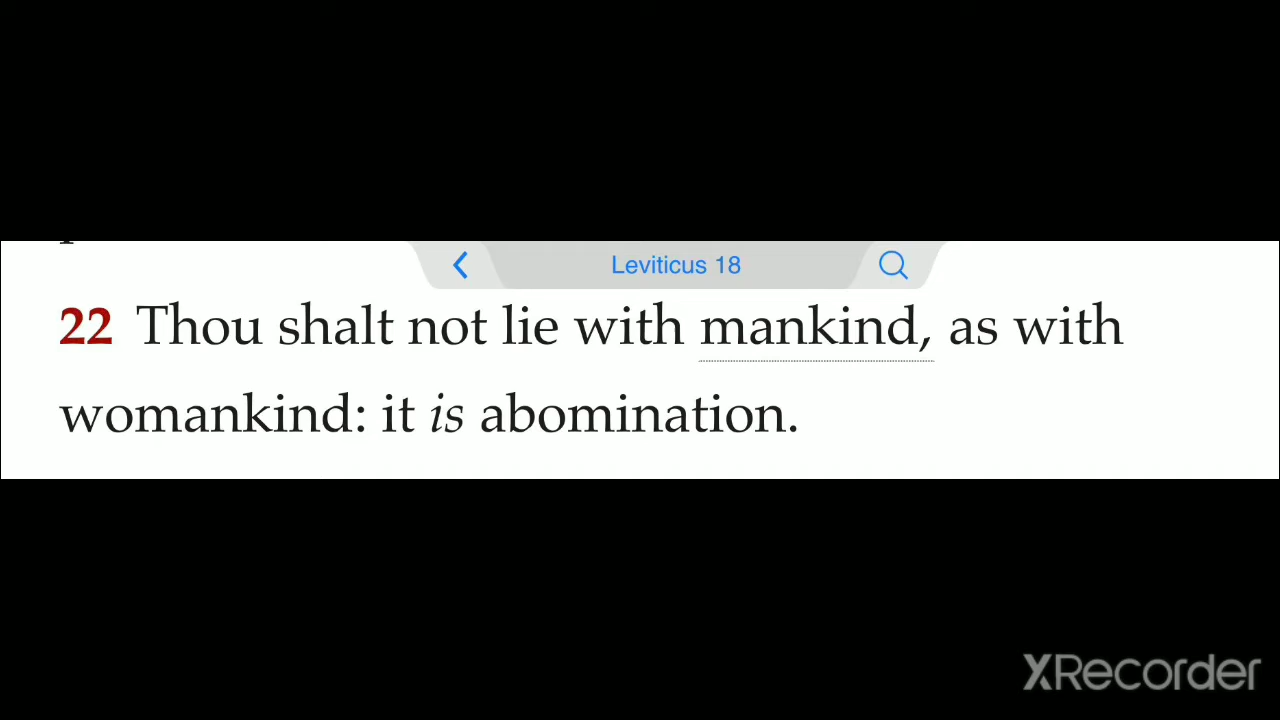 Leviticus 18
22 Thou shalt not lie with mankind, as with
womankind: it is abomination.
XRecorder